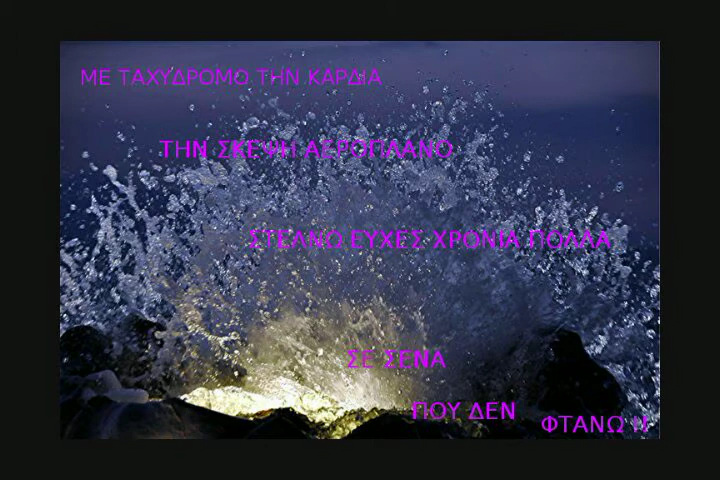 ΜΕ ΤΑΧΥΔΡΟΜΟ ΤΗΝ ΚΑΡΔΙΑ
ΤΗΝ ΣΚΕΨΗ ΑΕΡΟΠΛΑΝΟ
ΣΤΕΛΝΩ ΕΥΧΕΣ ΧΡΟΝΙΑ ΠΟΛΛΑ
ΣΕ ΣΕΝΑ
ΠΟΥ ΔΕΝ
ΦΤΑΝΩ !!